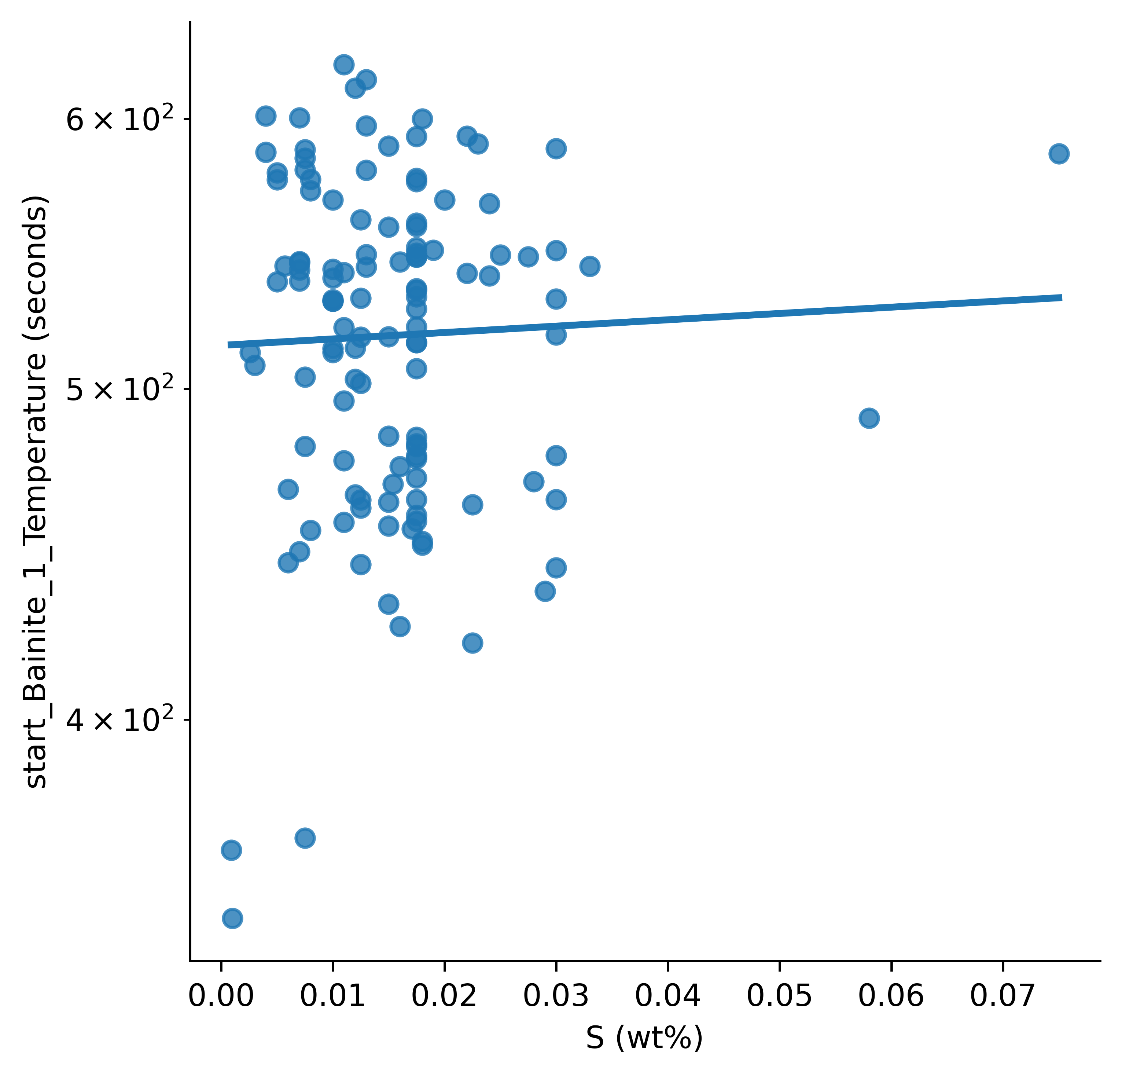 start_Bainite_1_Temperature (seconds)
6 × 10²
5 × 10²
4 × 10²
0.00 0.01 0.02 0.03 0.04 0.05 0.06 0.07
S (wt%)